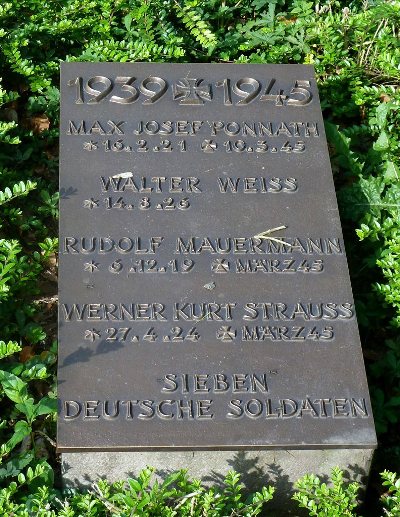 1939 ✠ 1945
MAX JOSEF PONNATH
* 16.2.21 ✠ 10.3.45
WALTER WEISS
* 14.8.26
RUDOLF MAUERMANN
* 6.12.19 ✠ MÄRZ 45
WERNER KURT STRAUSS
* 27.4.24 ✠ MÄRZ 45
SIEBEN
DEUTSCHE SOLDATEN